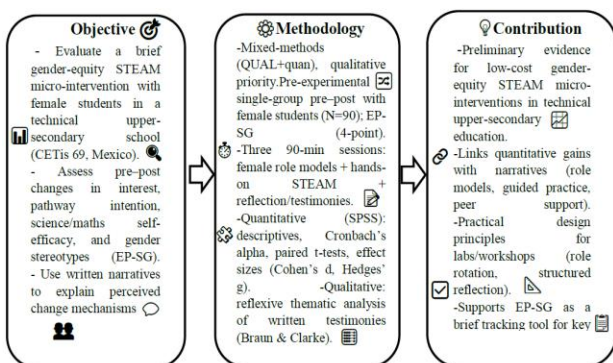 Objective
- Evaluate a brief
gender-equity STEAM
micro-intervention with
female students in a
technical upper-
secondary school
(CETis 69, Mexico).
- Assess pre–post
changes in interest,
pathway intention,
science/maths self-
efficacy, and gender
stereotypes (EP-SG).
- Use written narratives
to explain perceived
change mechanisms
Methodology
-Mixed-methods
(QUAL+quan), qualitative
priority.Pre-experimental
single-group pre–post with
female students (N=90); EP-
SG (4-point).
-Three 90-min sessions:
female role models + hands-
on STEAM +
reflection/testimonies.
-Quantitative (SPSS):
descriptives, Cronbach's
alpha, paired t-tests, effect
sizes (Cohen's d, Hedges'
g). -Qualitative:
reflexive thematic analysis
of written testimonies
(Braun & Clarke).
Contribution
-Preliminary evidence
for low-cost gender-
equity STEAM micro-
interventions in technical
upper-secondary
education.
-Links quantitative gains
with narratives (role
models, guided practice,
peer support).
-Practical design
principles for
labs/workshops (role
rotation, structured
reflection).
-Supports EP-SG as a
brief tracking tool for key